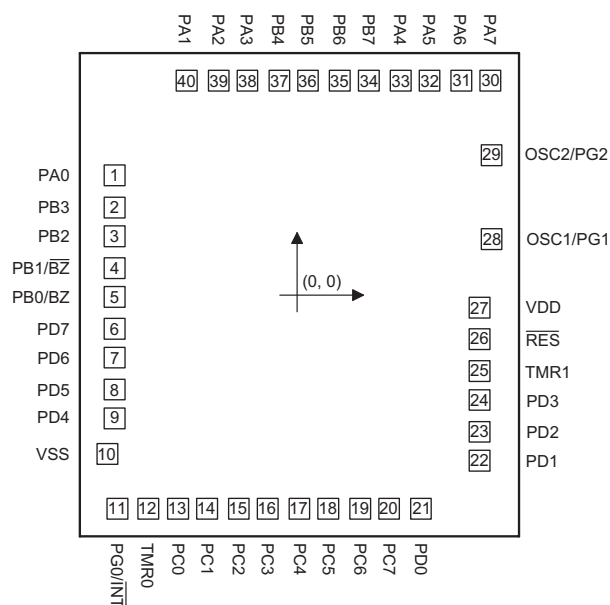 PA1 PA2 PA3 PB4 PB5 PB6 PB7 PA4 PA5 PA6 PA7
40 39 38 37 36 35 34 33 32 31 30
29 OSC2/PG2
PA0 1
PB3 2
PB2 3
28 OSC1/PG1
PB1/B̅Z̅ 4
(0, 0)
PB0/BZ 5
27 VDD
PD7 6
26 R̅E̅S̅
PD6 7
25 TMR1
PD5 8
24 PD3
PD4 9
23 PD2
VSS 10
22 PD1
11 12 13 14 15 16 17 18 19 20 21
PG0/I̅N̅T̅ TMR0 PC0 PC1 PC2 PC3 PC4 PC5 PC6 PC7 PD0